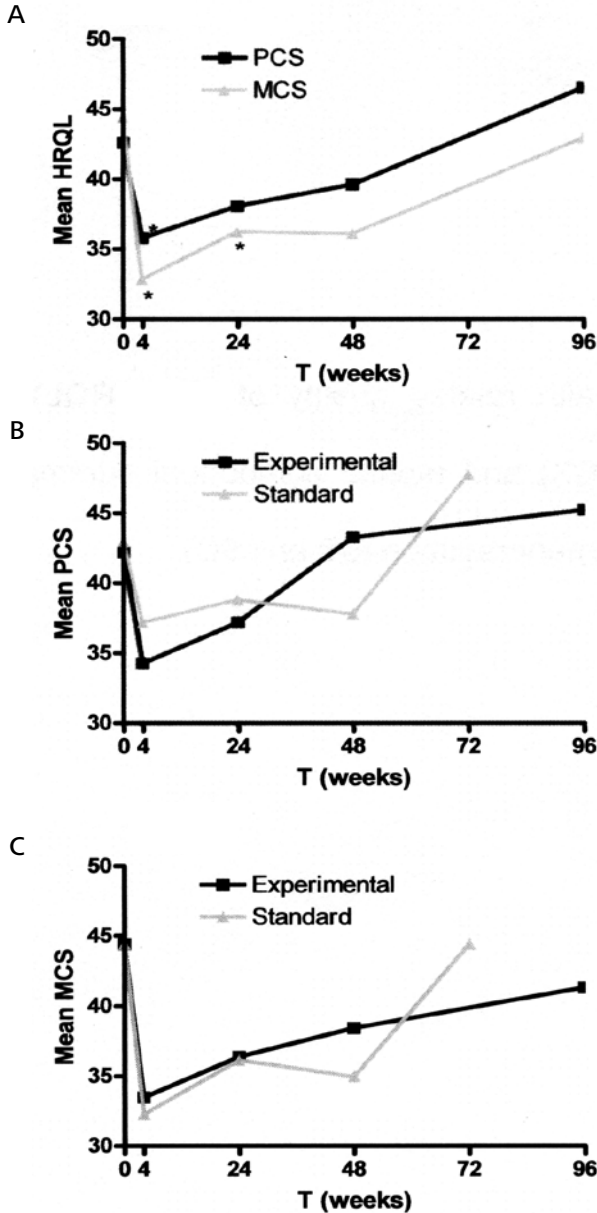 A
50
45
40
35
30
Mean HRQL
PCS
MCS
*
*
*
0 4 24 48 72 96
T (weeks)
B
50
45
40
35
30
Mean PCS
Experimental
Standard
0 4 24 48 72 96
T (weeks)
C
50
45
40
35
30
Mean MCS
Experimental
Standard
0 4 24 48 72 96
T (weeks)